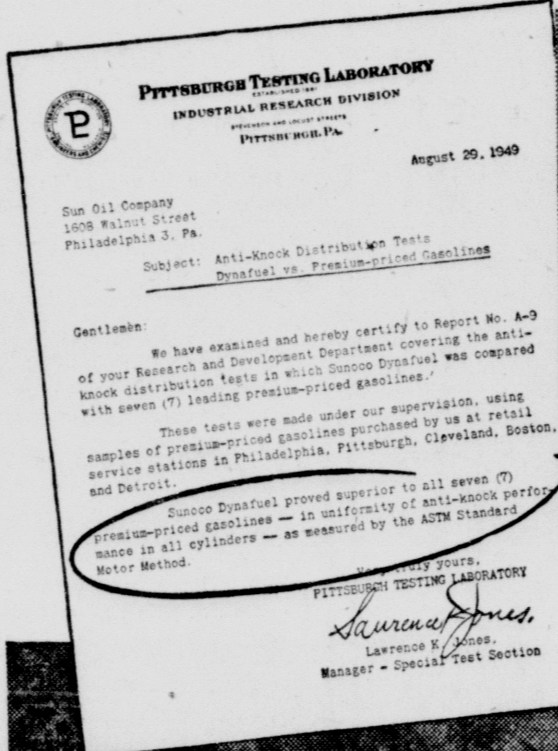 PITTSBURGH TESTING LABORATORY
ESTABLISHED 1881
INDUSTRIAL RESEARCH DIVISION
STEVENSON AND LOCUST STREETS
PITTSBURGH, PA.
August 29, 1949
Sun Oil Company
1608 Walnut Street
Philadelphia 3, Pa.
Subject: Anti-Knock Distribution Tests
Dynafuel vs. Premium-priced Gasolines
Gentlemen:
We have examined and hereby certify to Report No. A-9
of your Research and Development Department covering the anti-
knock distribution tests in which Sunoco Dynafuel was compared
with seven (7) leading premium-priced gasolines.
These tests were made under our supervision, using
samples of premium-priced gasolines purchased by us at retail
service stations in Philadelphia, Pittsburgh, Cleveland, Boston,
and Detroit.
Sunoco Dynafuel proved superior to all seven (7)
premium-priced gasolines — in uniformity of anti-knock perfor-
mance in all cylinders — as measured by the ASTM Standard
Motor Method.
Very truly yours,
PITTSBURGH TESTING LABORATORY
Lawrence K Jones.
Lawrence K. Jones,
Manager - Special Test Section